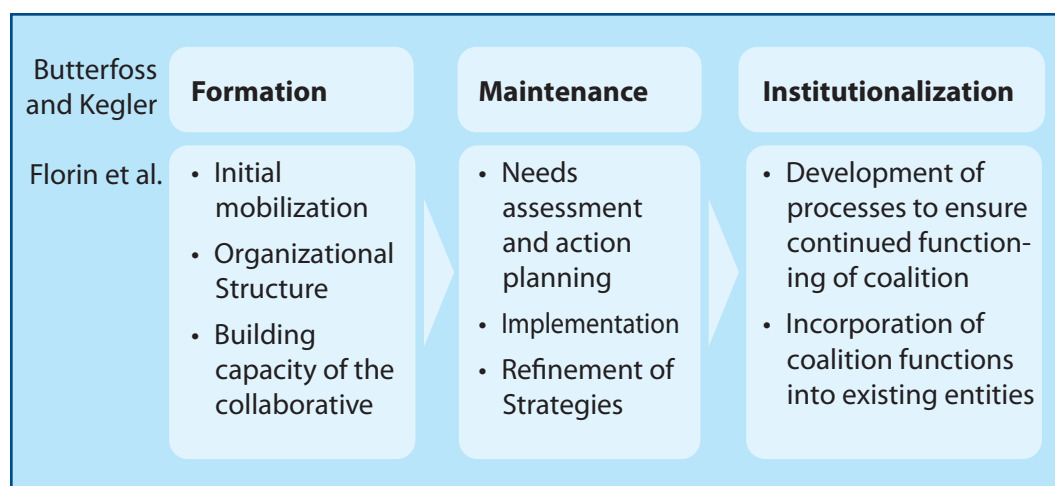 Butterfoss
and Kegler
Formation
Maintenance
Institutionalization
Florin et al.
• Initial
mobilization
• Organizational
Structure
• Building
capacity of the
collaborative
• Needs
assessment
and action
planning
• Implementation
• Refinement of
Strategies
• Development of
processes to ensure
continued function-
ing of coalition
• Incorporation of
coalition functions
into existing entities